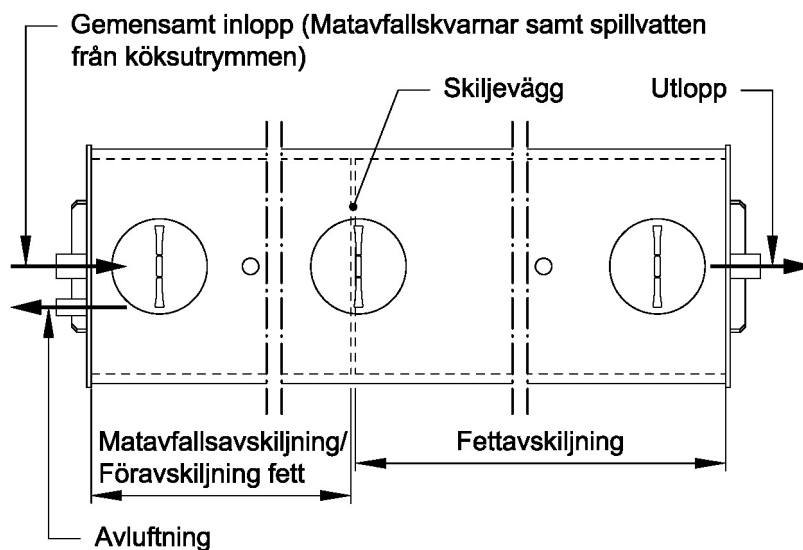 Gemensamt inlopp (Matavfallskvarnar samt spillvatten
från köksutrymmen)
Skiljevägg
Utlopp
Matavfallsavskiljning/
Föravskiljning fett
Fettavskiljning
Avluftning